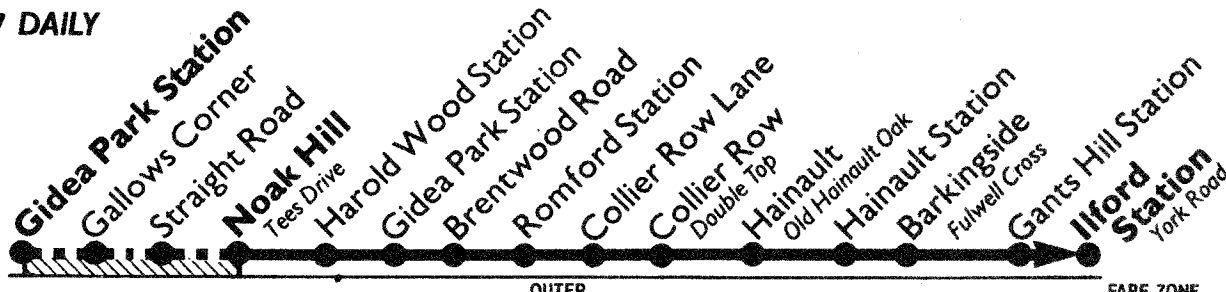 7 DAILY
Gidea Park Station
Gallows Corner
Straight Road
Noak Hill
Tees Drive
Harold Wood Station
Gidea Park Station
Brentwood Road
Romford Station
Collier Row Lane
Collier Row
Double Top
Hainault
Old Hainault Oak
Hainault Station
Barkingside
Fulwell Cross
Gants Hill Station
Ilford
Station
York Road
OUTER
FARE ZONE